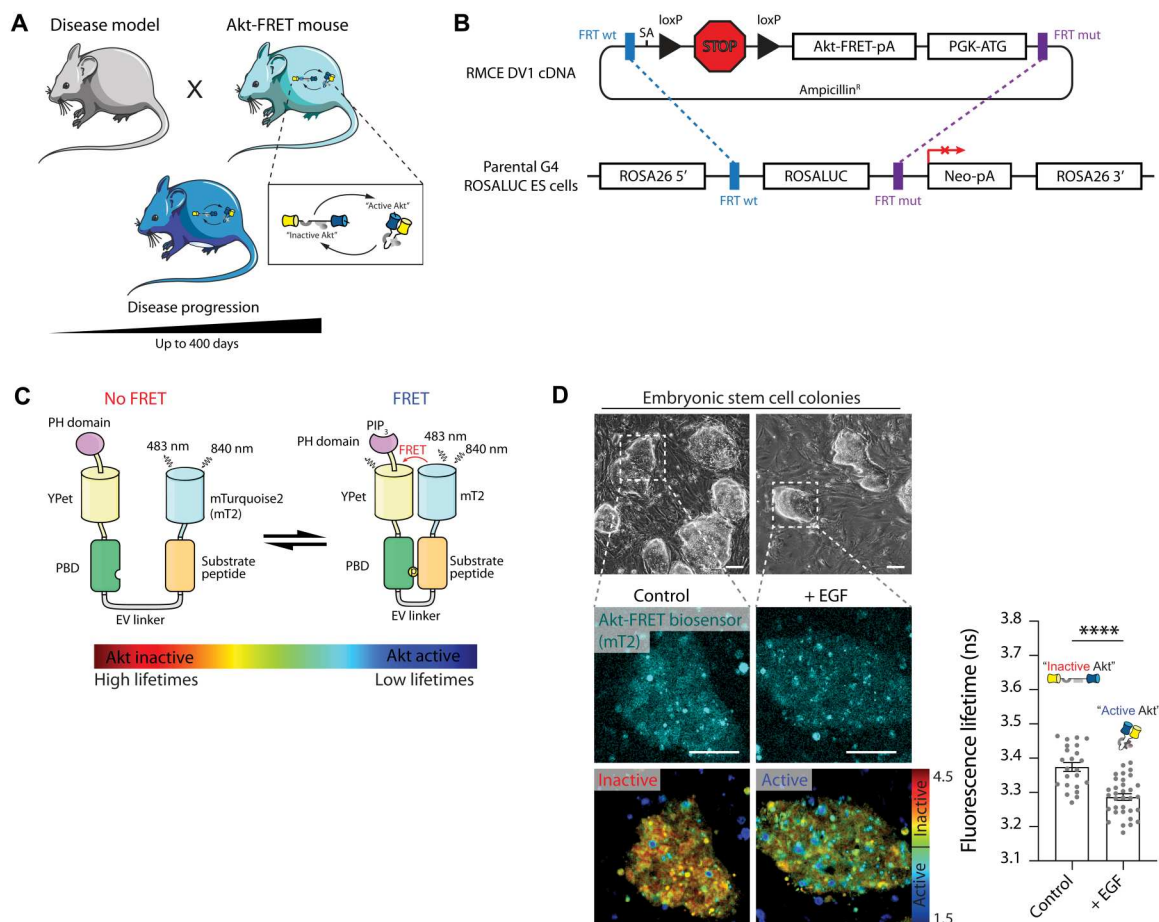 A
Disease model
Akt-FRET mouse
X
"Active Akt"
"Inactive Akt"
Disease progression
Up to 400 days
B
FRT wt
SA
loxP
STOP
loxP
Akt-FRET-pA
PGK-ATG
FRT mut
RMCE DV1 cDNA
Ampicillinᴿ
Parental G4
ROSALUC ES cells
ROSA26 5'
FRT wt
ROSALUC
FRT mut
Neo-pA
ROSA26 3'
C
No FRET
FRET
PH domain
483 nm
840 nm
YPet
mTurquoise2
(mT2)
PBD
Substrate
peptide
EV linker
PIP3
PH domain
483 nm
840 nm
FRET
YPet
mT2
PBD
P
Substrate
peptide
EV linker
Akt inactive
Akt active
High lifetimes
Low lifetimes
D
Embryonic stem cell colonies
Control
+ EGF
Akt-FRET biosensor
(mT2)
Inactive
Active
4.5
Inactive
Active
1.5
Fluorescence lifetime (ns)
3.8
3.7
3.6
3.5
3.4
3.3
3.2
3.1
****
"Inactive Akt"
"Active Akt'
Control
+ EGF